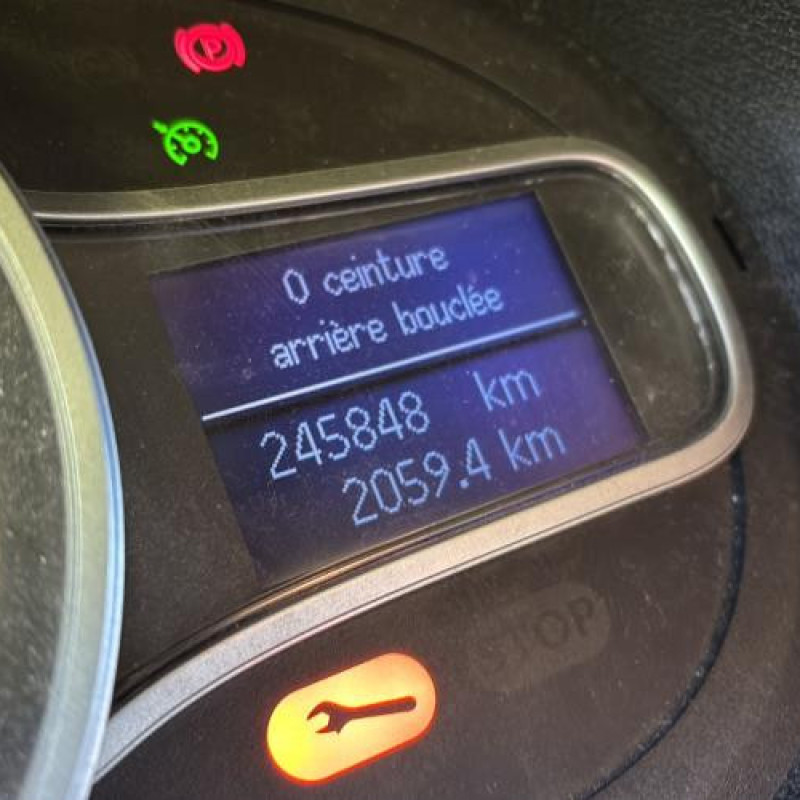 P
0 ceinture
arrière bouclée
245848 km
2059.4 km
STOP